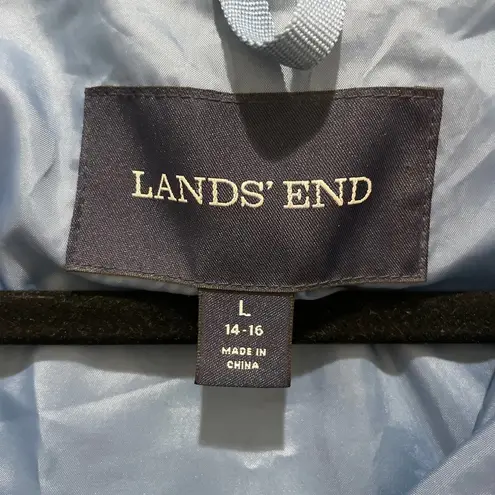 LANDS' END
L
14-16
MADE IN
CHINA